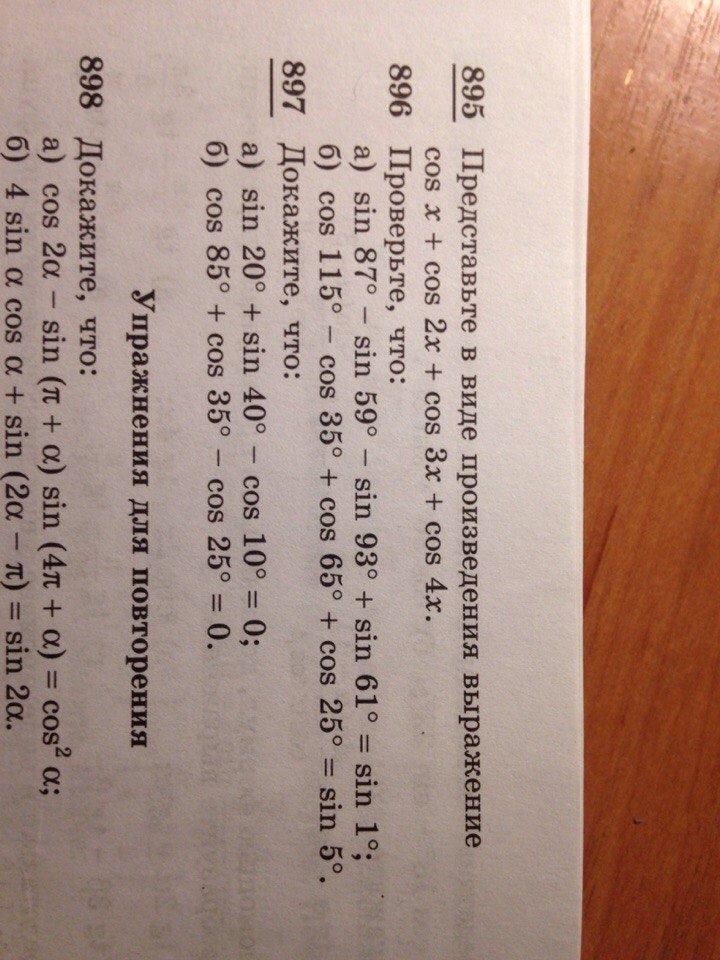 895 Представьте в виде произведения выражение
cos x + cos 2x + cos 3x + cos 4x.
896 Проверьте, что:
а) sin 87° − sin 59° − sin 93° + sin 61° = sin 1°;
б) cos 115° − cos 35° + cos 65° + cos 25° = sin 5°.
897 Докажите, что:
а) sin 20° + sin 40° − cos 10° = 0;
б) cos 85° + cos 35° − cos 25° = 0.
Упражнения для повторения
898 Докажите, что:
а) cos 2α − sin (π + α) sin (4π + α) = cos² α;
б) 4 sin α cos α + sin (2α − π) = sin 2α.